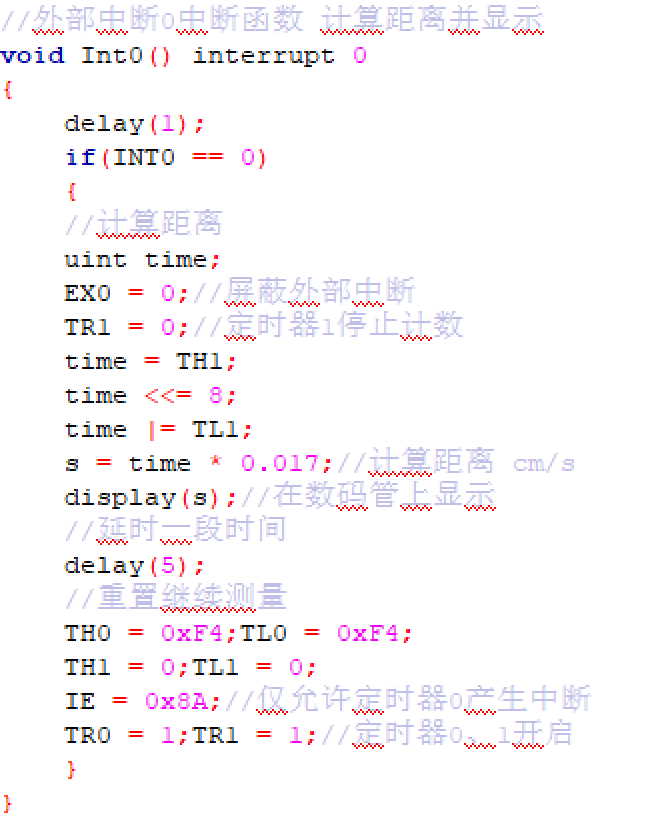 //外部中断0中断函数 计算距离并显示
void Int0() interrupt 0
{
    delay(1);
    if(INT0 == 0)
    {
    //计算距离
    uint time;
    EX0 = 0;//屏蔽外部中断
    TR1 = 0;//定时器1停止计数
    time = TH1;
    time <<= 8;
    time |= TL1;
    s = time * 0.017;//计算距离 cm/s
    display(s);//在数码管上显示
    //延时一段时间
    delay(5);
    //重置继续测量
    TH0 = 0xF4;TL0 = 0xF4;
    TH1 = 0;TL1 = 0;
    IE = 0x8A;//仅允许定时器0产生中断
    TR0 = 1;TR1 = 1;//定时器0、1开启
    }
}